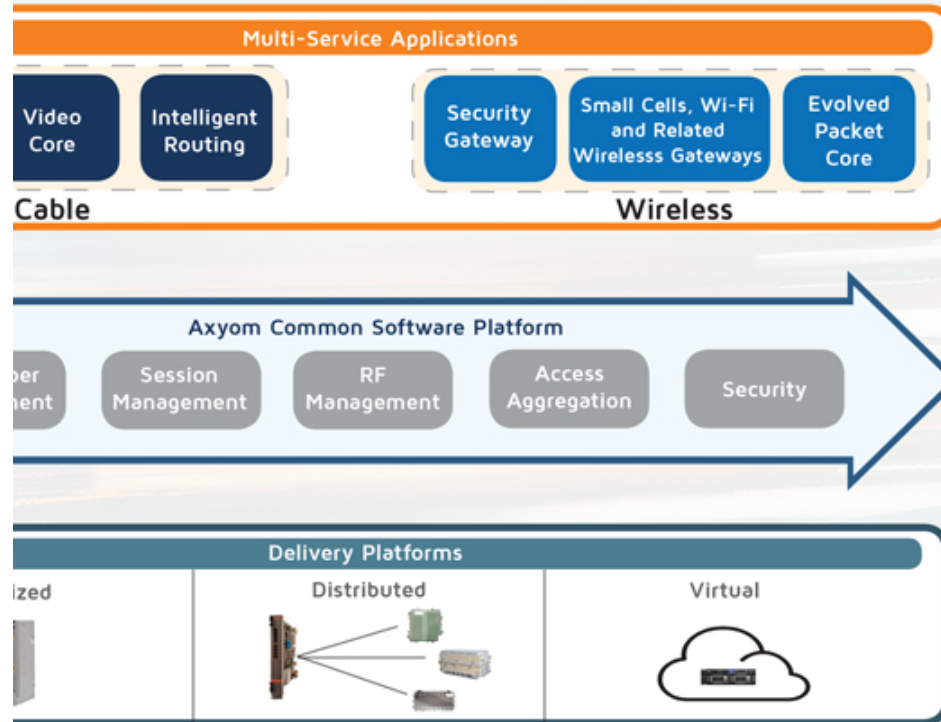 Multi-Service Applications
Video
Core
Intelligent
Routing
Security
Gateway
Small Cells, Wi-Fi
and Related
Wirelesss Gateways
Evolved
Packet
Core
Cable
Wireless
Axyom Common Software Platform
Session
Management
RF
Management
Access
Aggregation
Security
Delivery Platforms
Distributed
Virtual